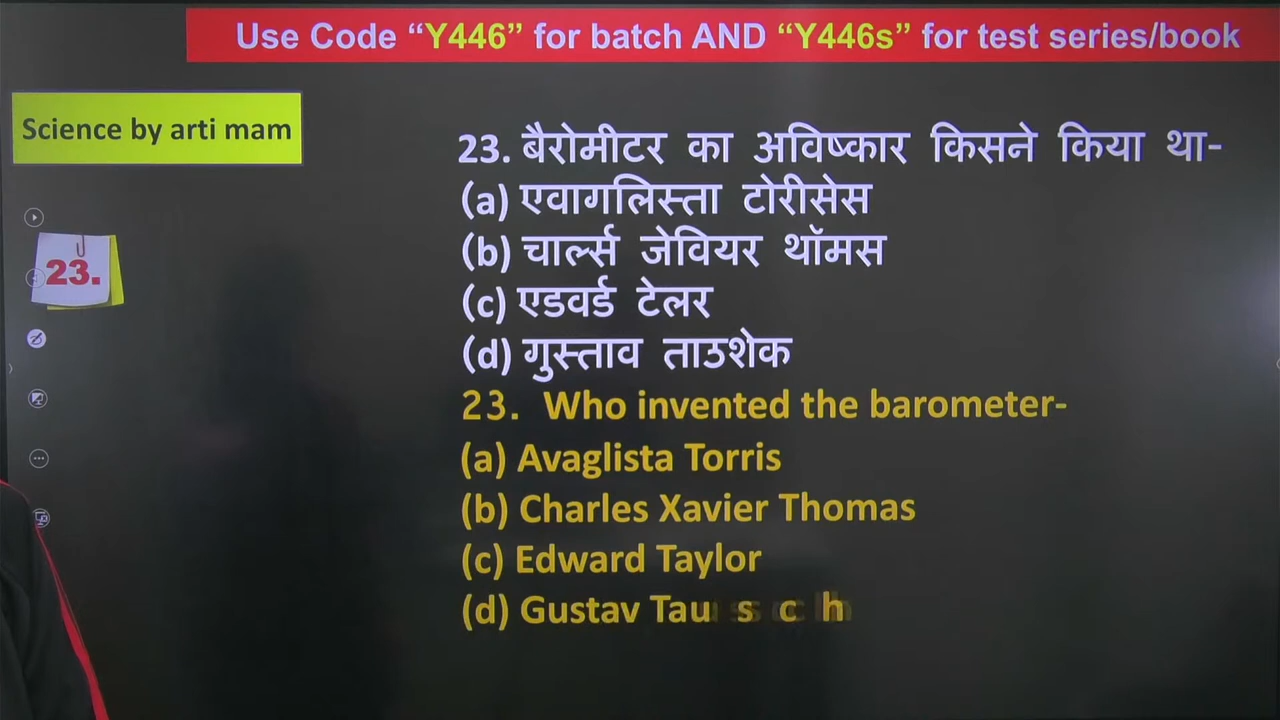 Use Code “Y446” for batch AND “Y446s” for test series/book
Science by arti mam
23. बैरोमीटर का अविष्कार किसने किया था-
(a) एवागलिस्ता टोरीसेस
(b) चार्ल्स जेवियर थॉमस
(c) एडवर्ड टेलर
(d) गुस्ताव ताउशेक
23.
23. Who invented the barometer-
(a) Avaglista Torris
(b) Charles Xavier Thomas
(c) Edward Taylor
(d) Gustav Tau s c h